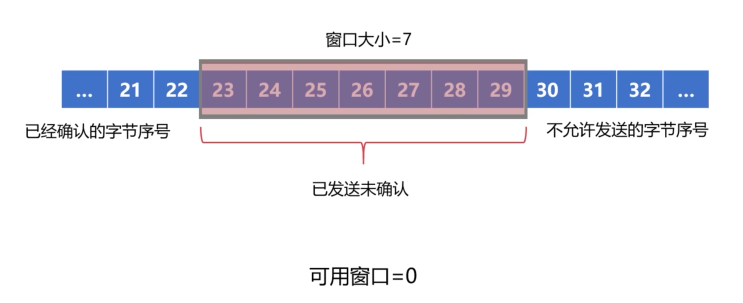 窗口大小=7
... 21 22 23 24 25 26 27 28 29 30 31 32 ...
已经确认的字节序号 不允许发送的字节序号
已发送未确认
可用窗口=0